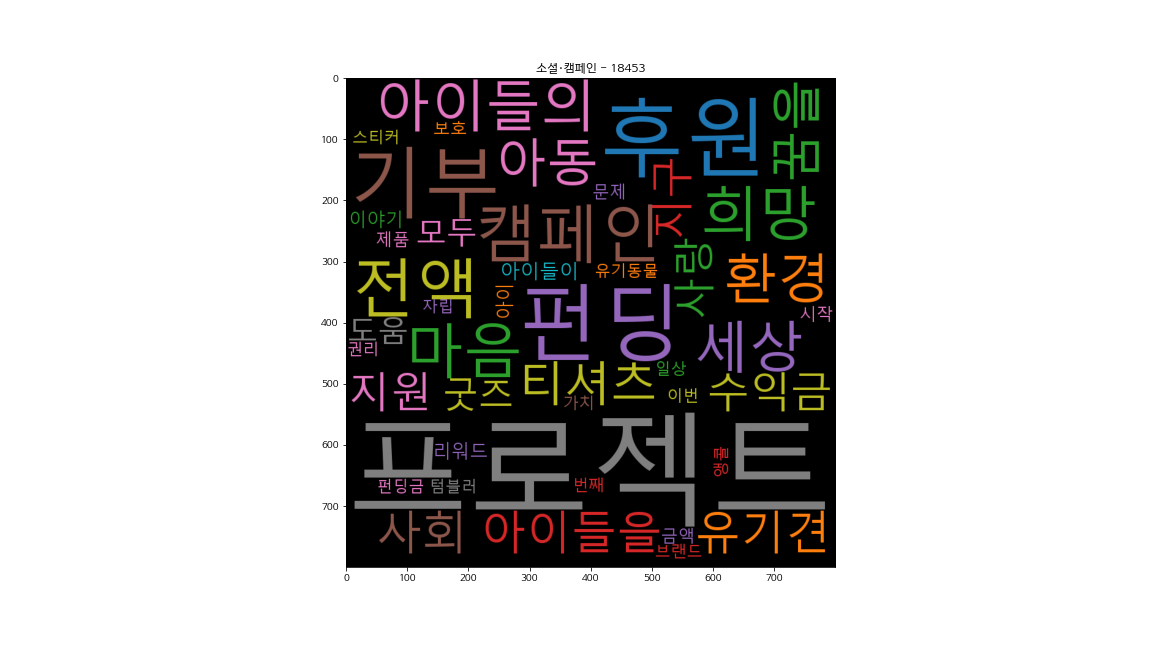 소셜·캠페인 - 18453
0
100
200
300
400
500
600
700
아이들의
후원
꿈을
보호
스티커
아동
기부
지구
문제
희망
이야기
모두
캠페인
제품
사랑
환경
전액
아이들이
유기동물
아이
펀딩
자립
시작
도움
마음
세상
권리
지원
굿즈
티셔츠
일상
가치
이번
수익금
프로젝트
리워드
앵콜
펀딩금
텀블러
번째
사회
아이들을
금액
유기견
브랜드
0
100
200
300
400
500
600
700